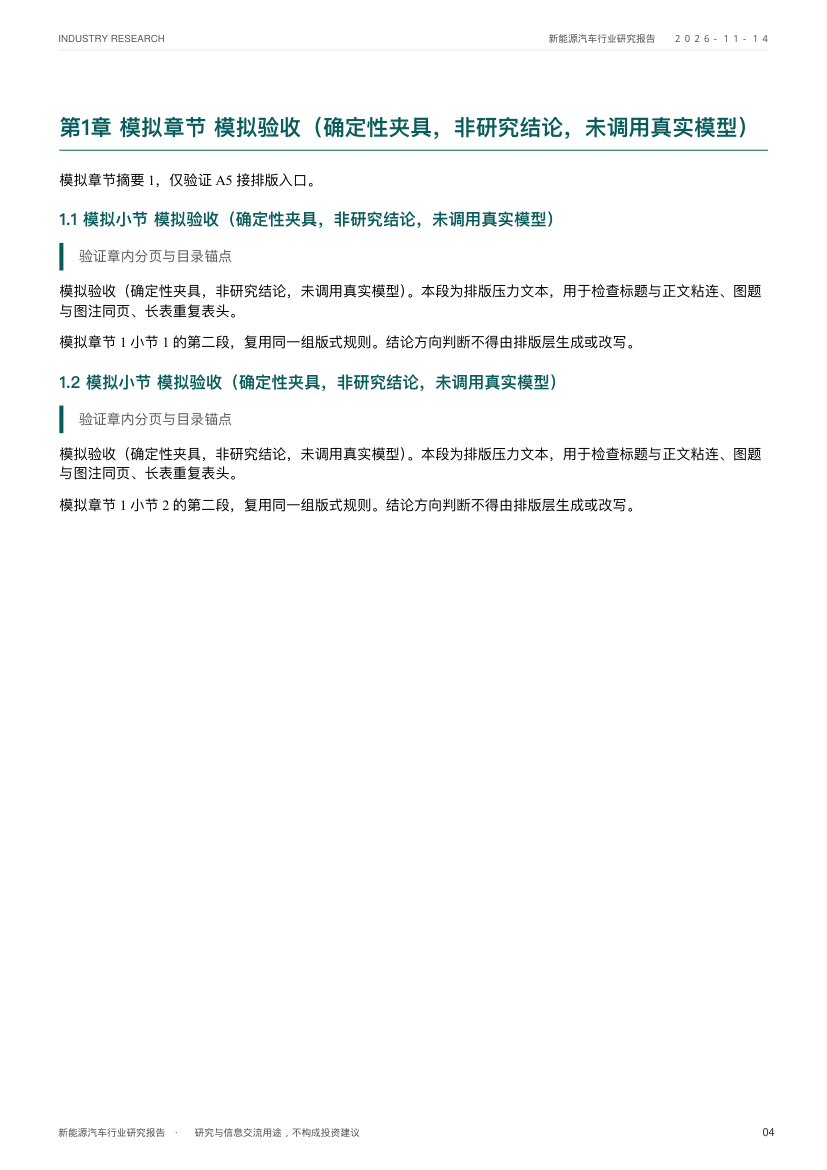 INDUSTRY RESEARCH
新能源汽车行业研究报告 2026-11-14
第1章 模拟章节 模拟验收（确定性夹具，非研究结论，未调用真实模型）
模拟章节摘要 1，仅验证 A5 接排版入口。
1.1 模拟小节 模拟验收（确定性夹具，非研究结论，未调用真实模型）
验证章内分页与目录锚点
模拟验收（确定性夹具，非研究结论，未调用真实模型）。本段为排版压力文本，用于检查标题与正文粘连、图题
与图注同页、长表重复表头。
模拟章节 1 小节 1 的第二段，复用同一组版式规则。结论方向判断不得由排版层生成或改写。
1.2 模拟小节 模拟验收（确定性夹具，非研究结论，未调用真实模型）
验证章内分页与目录锚点
模拟验收（确定性夹具，非研究结论，未调用真实模型）。本段为排版压力文本，用于检查标题与正文粘连、图题
与图注同页、长表重复表头。
模拟章节 1 小节 2 的第二段，复用同一组版式规则。结论方向判断不得由排版层生成或改写。
新能源汽车行业研究报告 · 研究与信息交流用途，不构成投资建议
04